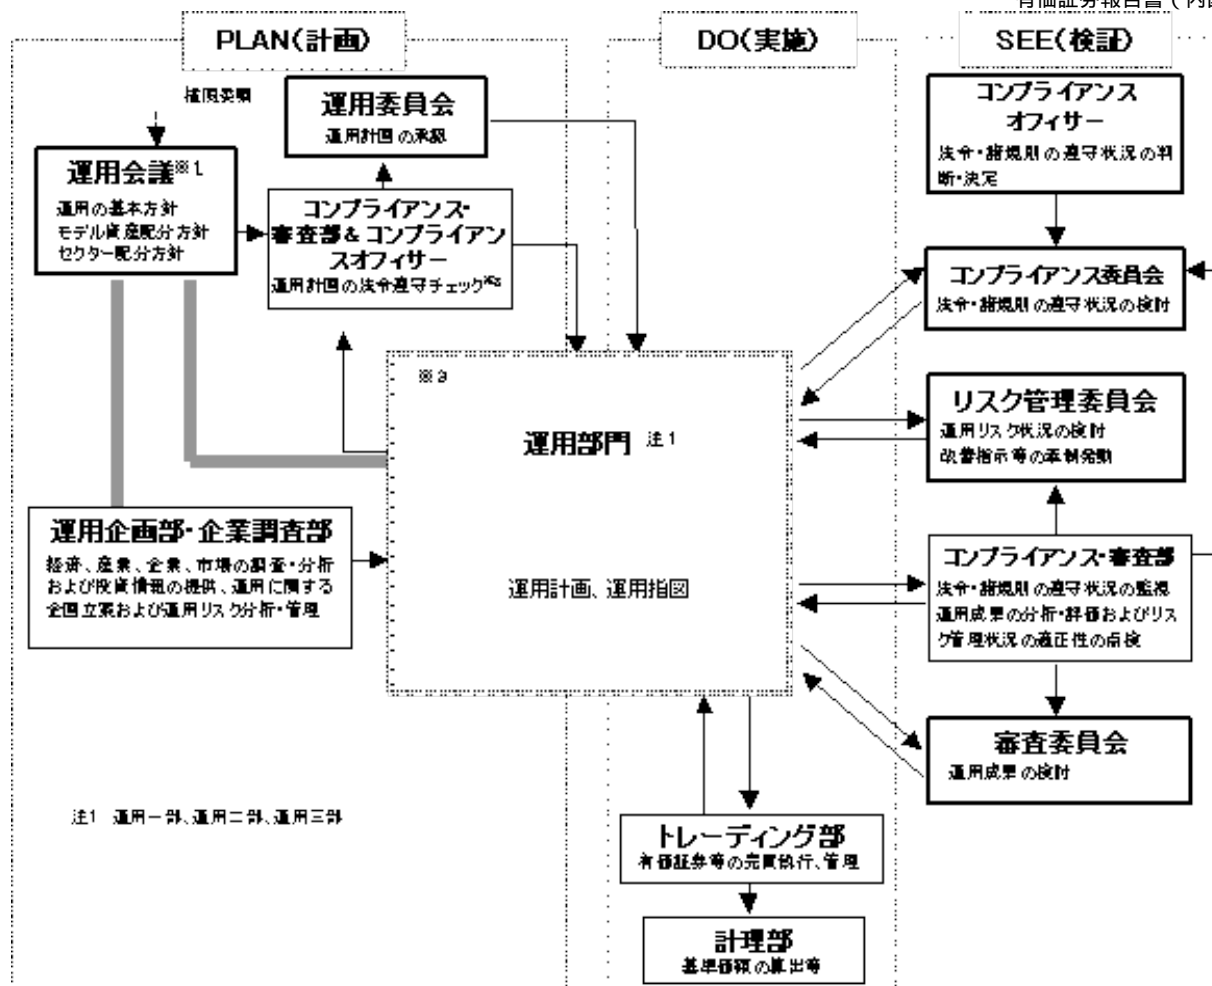 有価証券報告書(内
PLAN(計画)
DO(実施)
SEE(検証)
権限委譲
運用委員会
運用計画の承認
運用会議※1
運用の基本方針
モデル資産配分方針
セクター配分方針
コンプライアンス・
審査部&コンプライアン
スオフィサー
運用計画の法令遵守チェック※2
コンプライアンス
オフィサー
法令・諸規則の遵守状況の判
断・決定
コンプライアンス委員会
法令・諸規則の遵守状況の検討
※3
運用部門 注1
運用計画、運用指図
リスク管理委員会
運用リスク状況の検討
改善指示等の牽制発動
運用企画部・企業調査部
経済、産業、企業、市場の調査・分析
および投資情報の提供、運用に関する
企画立案および運用リスク分析・管理
コンプライアンス・審査部
法令・諸規則の遵守状況の監視
運用成果の分析・評価およびリス
ク管理状況の適正性の点検
審査委員会
運用成果の検討
注1 運用一部、運用二部、運用三部
トレーディング部
有価証券等の売買執行、管理
計理部
基準価額の算出等